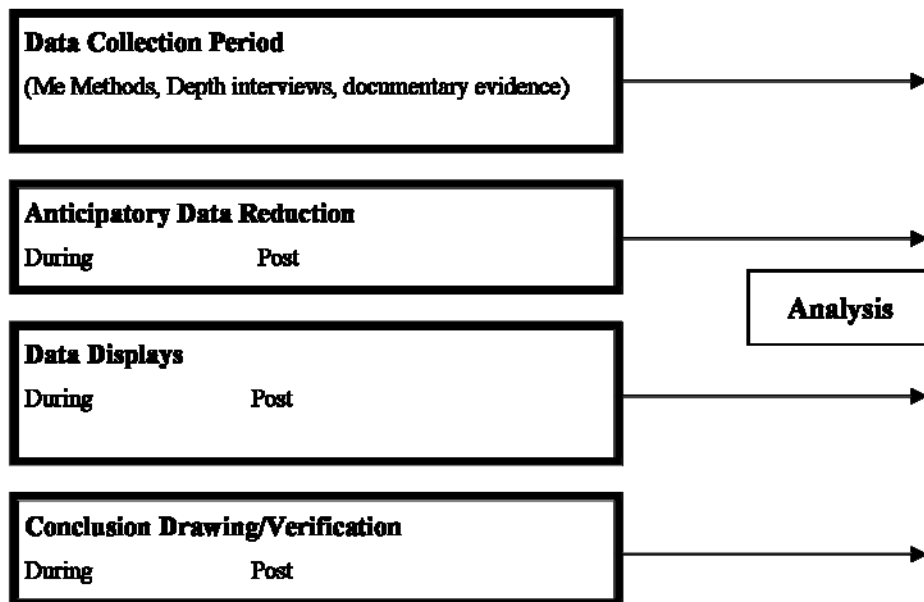 Data Collection Period
(Me Methods, Depth interviews, documentary evidence)
Anticipatory Data Reduction
During Post
Analysis
Data Displays
During Post
Conclusion Drawing/Verification
During Post